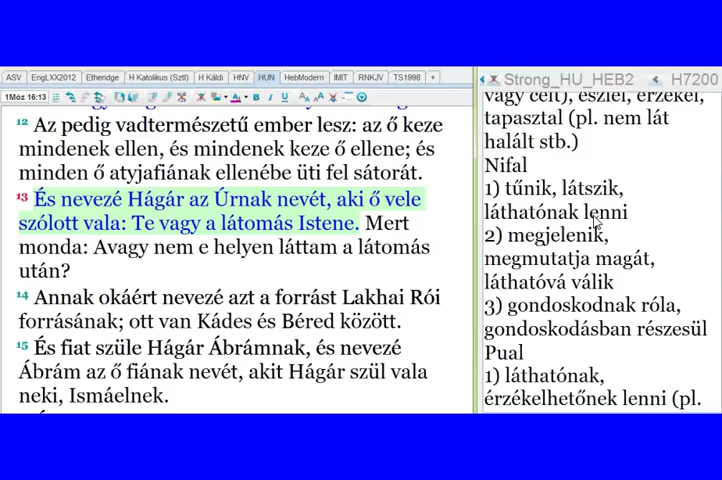 ASV EngLXX2012 Etheridge H Katolikus (SztI) H Káldi HNV HUN HebModern IMIT RNKJV TS1998 +
1Móz 16:13
12 Az pedig vadtermészetű ember lesz: az ő keze
mindenek ellen, és mindenek keze ő ellene; és
minden ő atyjafiának ellenébe üti fel sátorát.
13 És nevezé Hágár az Úrnak nevét, aki ő vele
szólott vala: Te vagy a látomás Istene. Mert
monda: Avagy nem e helyen láttam a látomás
után?
14 Annak okáért nevezé azt a forrást Lakhai Rói
forrásának; ott van Kádes és Béred között.
15 És fiat szüle Hágár Ábrámnak, és nevezé
Ábrám az ő fiának nevét, akit Hágár szül vala
neki, Ismáelnek.
Strong_HU_HEB2 H7200
vagy célt), észlel, érzékel,
tapasztal (pl. nem lát
halált stb.)
Nifal
1) tűnik, látszik,
láthatónak lenni
2) megjelenik,
megmutatja magát,
láthatóvá válik
3) gondoskodnak róla,
gondoskodásban részesül
Pual
1) láthatónak,
érzékelhetőnek lenni (pl.